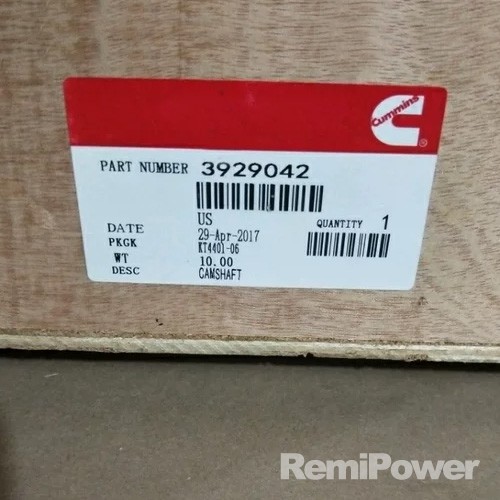 Cummins
PART NUMBER 3929042
US
DATE 29-Apr-2017
QUANTITY 1
PKGK KT4401-06
WT 10.00
DESC CAMSHAFT
RemiPower